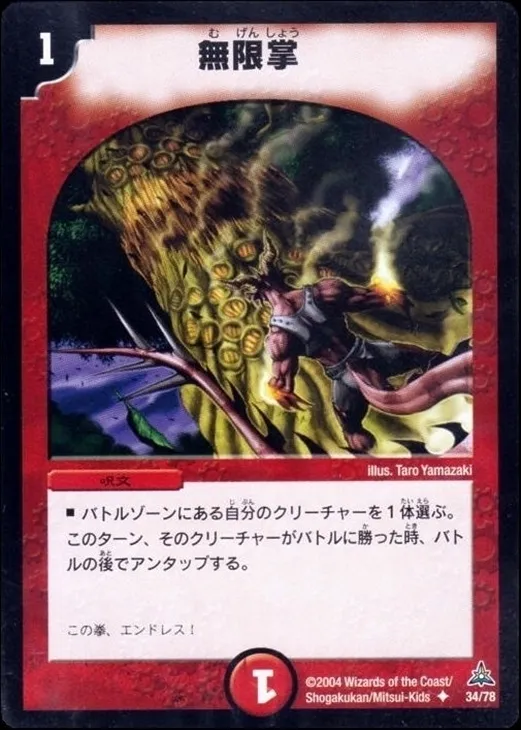 1
無限掌
む げん しょう
illus. Taro Yamazaki
呪文
■ バトルゾーンにある自分のクリーチャーを１体選ぶ。
このターン、そのクリーチャーがバトルに勝った時、バト
ルの後でアンタップする。
この拳、エンドレス！
1
©2004 Wizards of the Coast/
Shogakukan/Mitsui-Kids
34/78